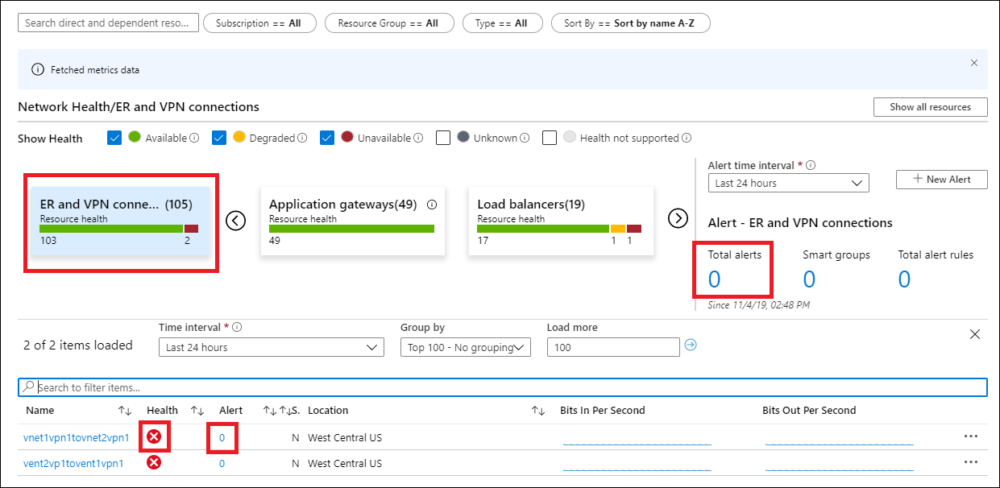 Search direct and dependent reso...
Subscription == All
Resource Group == All
Type == All
Sort By == Sort by name A-Z
Fetched metrics data
Network Health/ER and VPN connections
Show all resources
Show Health
Available
Degraded
Unavailable
Unknown
Health not supported
ER and VPN conne... (105)
Resource health
103 2
Application gateways(49)
Resource health
49
Load balancers(19)
Resource health
17 1 1
Alert time interval *
Last 24 hours
+ New Alert
Alert - ER and VPN connections
Total alerts Smart groups Total alert rules
0 0 0
Since 11/4/19, 02:48 PM
2 of 2 items loaded
Time interval *
Last 24 hours
Group by
Top 100 - No grouping
Load more
100
Search to filter items...
Name Health Alert S. Location Bits In Per Second Bits Out Per Second
vnet1vpn1tovnet2vpn1 0 N West Central US
vent2vp1tovent1vpn1 0 N West Central US